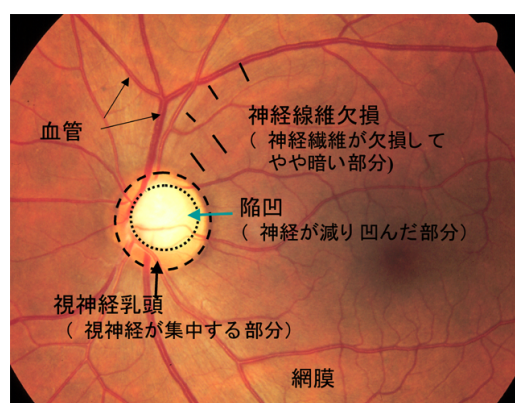 血管
神経線維欠損
( 神経繊維が欠損して
やや暗い部分)
陥凹
( 神経が減り凹んだ部分)
視神経乳頭
( 視神経が集中する部分)
網膜